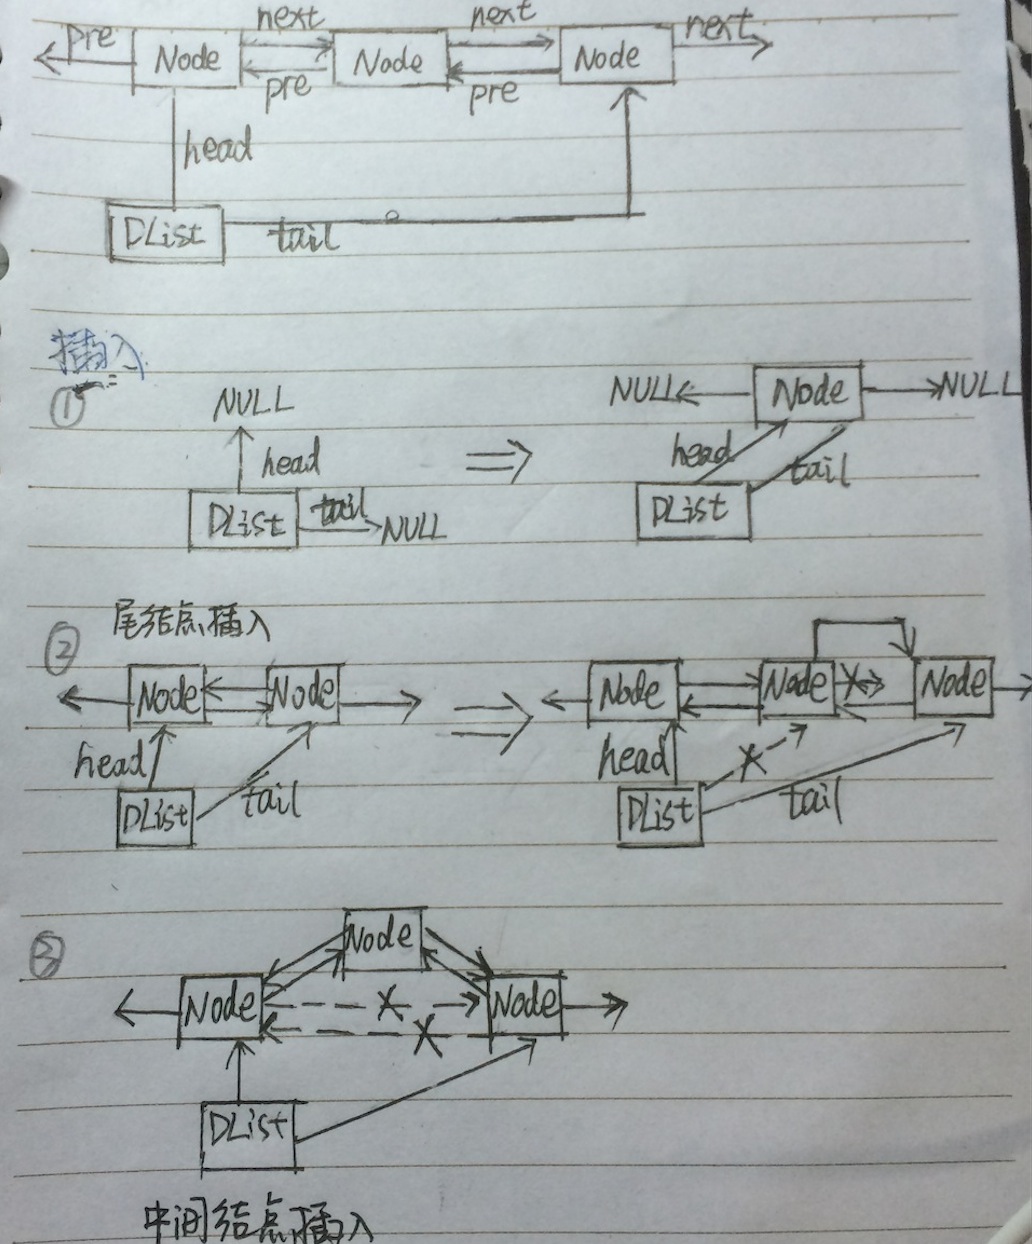 next next next
pre Node Node Node
pre pre
head
DList tail
插入
①
NULL NULL Node NULL
head head tail
DList tail NULL DList
② 尾结点插入
Node Node Node Node Node
head head
DList tail DList tail
③
Node
Node Node
DList
中间结点插入